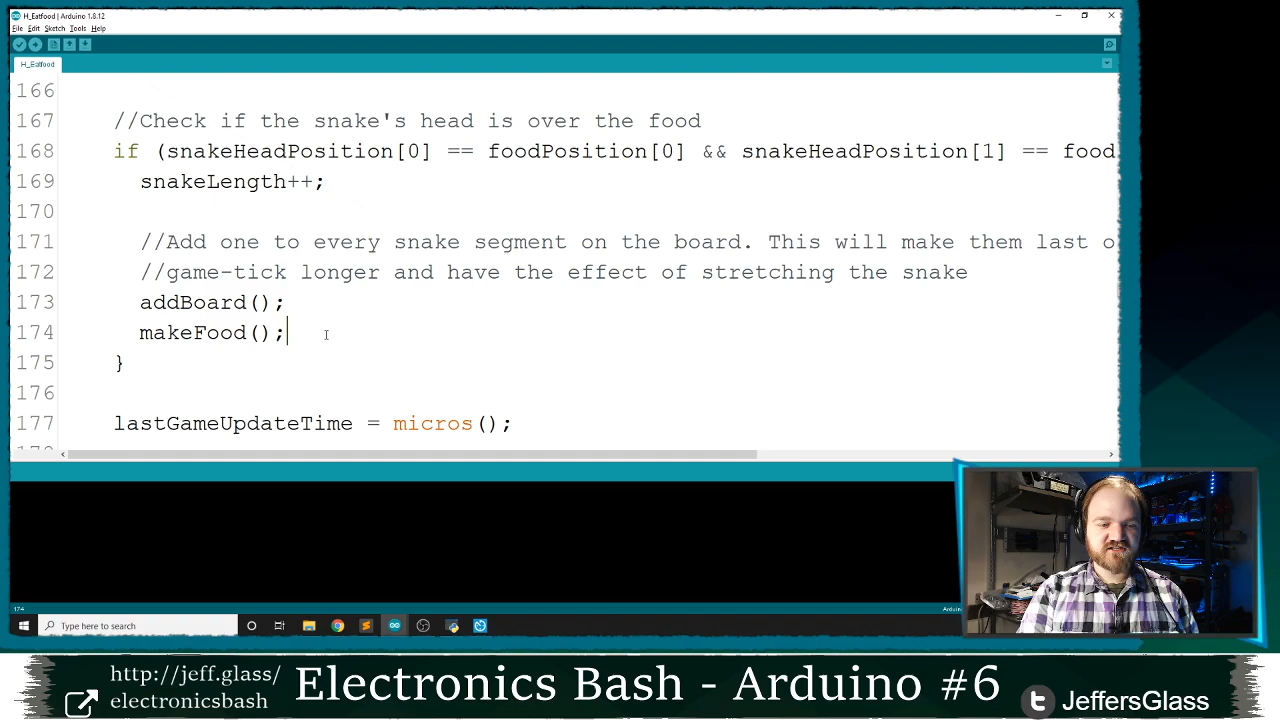 H_Eatfood | Arduino 1.8.12
File Edit Sketch Tools Help
H_Eatfood
166
167 //Check if the snake's head is over the food
168 if (snakeHeadPosition[0] == foodPosition[0] && snakeHeadPosition[1] == food
169 snakeLength++;
170
171 //Add one to every snake segment on the board. This will make them last o
172 //game-tick longer and have the effect of stretching the snake
173 addBoard();
174 makeFood();
175 }
176
177 lastGameUpdateTime = micros();
174
Arduin
Type here to search
http://jeff.glass/
electronicsbash
Electronics Bash - Arduino #6
JeffersGlass